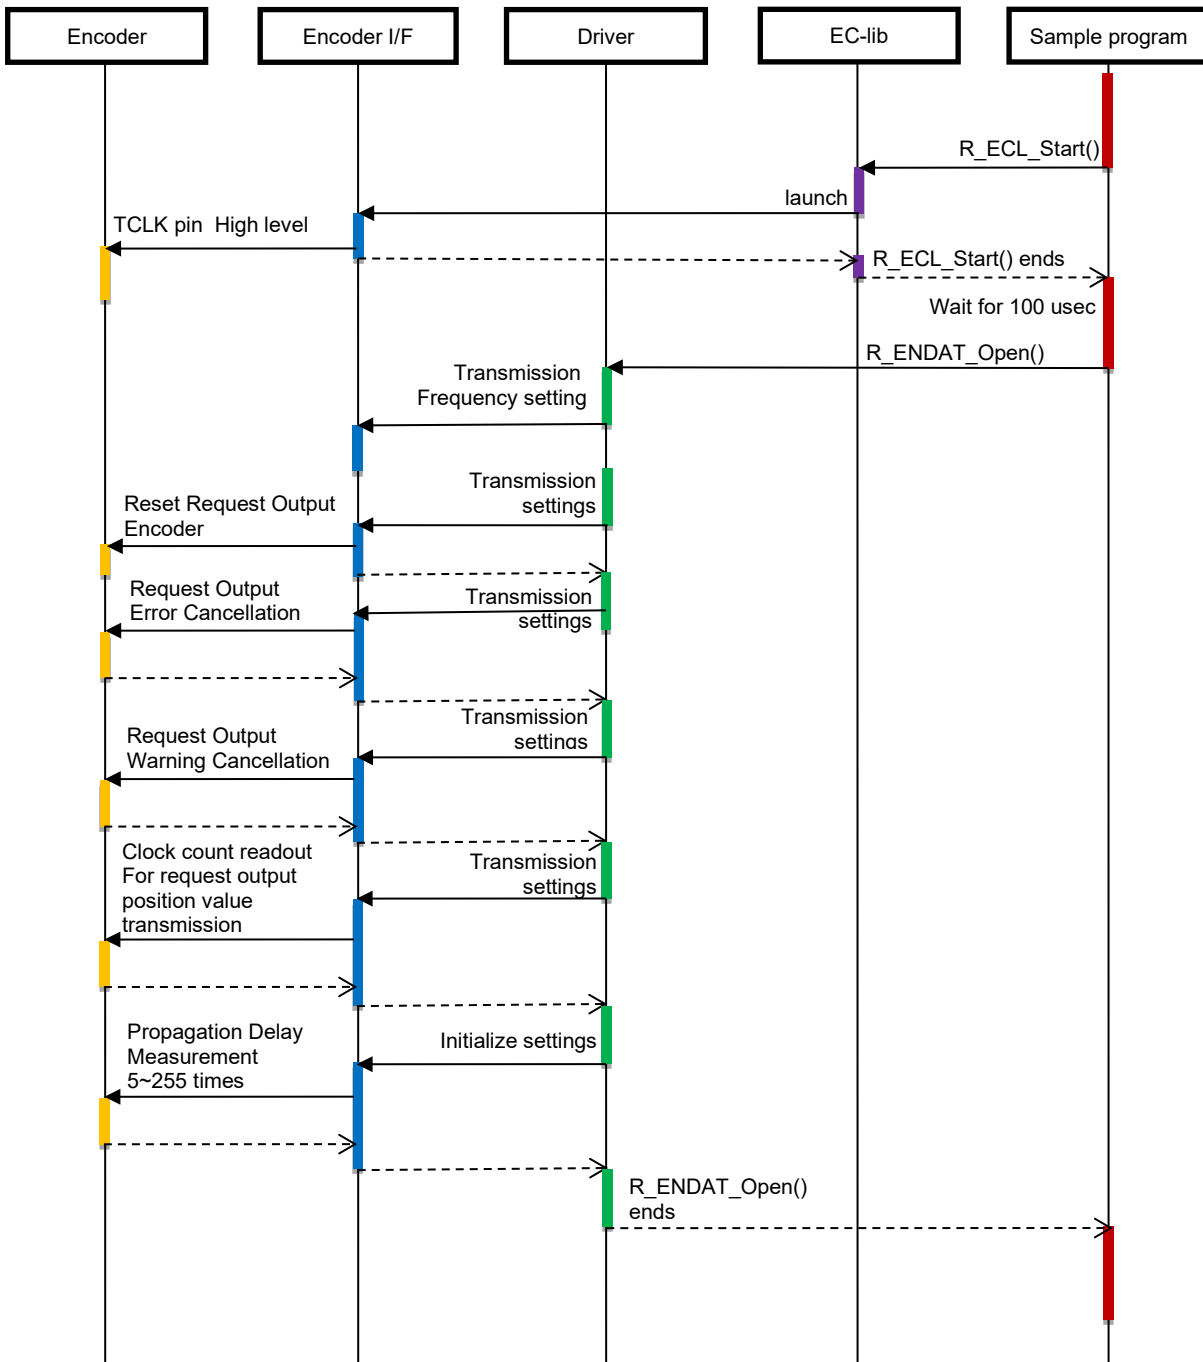 Encoder
Encoder I/F
Driver
EC-lib
Sample program
R_ECL_Start()
launch
TCLK pin  High level
R_ECL_Start() ends
Wait for 100 usec
R_ENDAT_Open()
Transmission
Frequency setting
Transmission
settings
Reset Request Output
Encoder
Request Output
Error Cancellation
Transmission
settings
Transmission
settings
Request Output
Warning Cancellation
Clock count readout
For request output
position value
transmission
Transmission
settings
Propagation Delay
Measurement
5~255 times
Initialize settings
R_ENDAT_Open()
ends